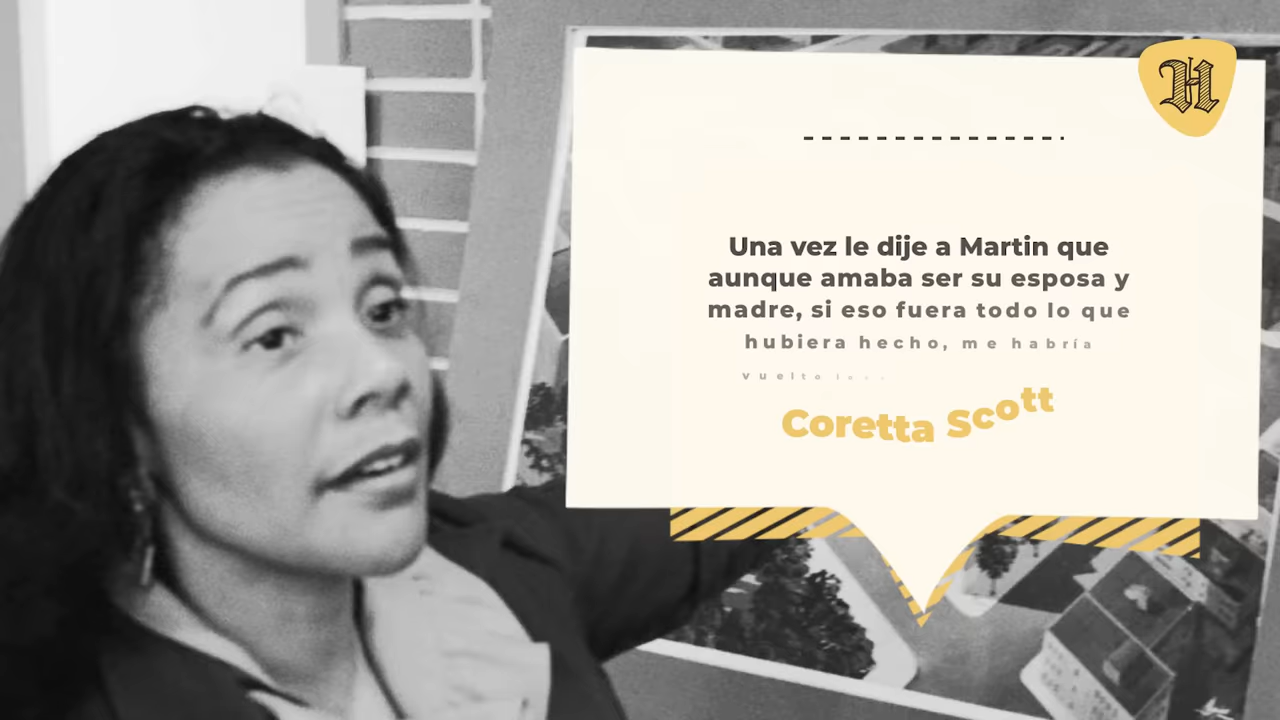 H
Una vez le dije a Martin que
aunque amaba ser su esposa y
madre, si eso fuera todo lo que
hubiera hecho, me habría
vuelto
Coretta Scott